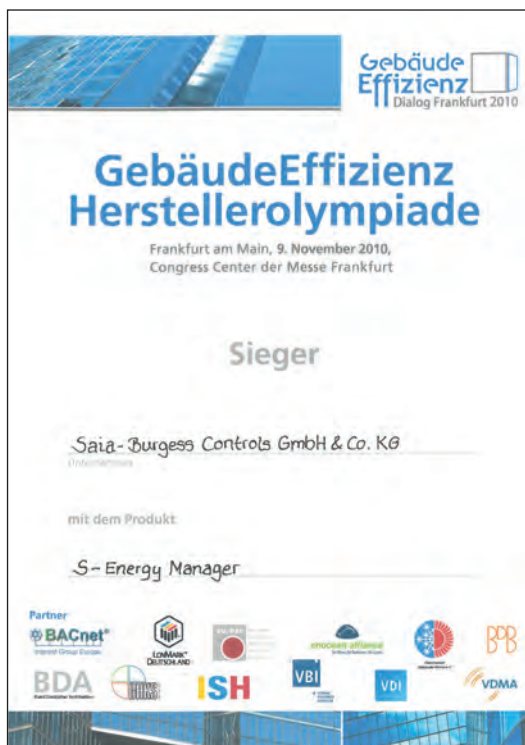 Gebäude
Effizienz
Dialog Frankfurt 2010
GebäudeEffizienz
Herstellerolympiade
Frankfurt am Main, 9. November 2010,
Congress Center der Messe Frankfurt
Sieger
Saia-Burgess Controls GmbH & Co. KG
Unternehmen
mit dem Produkt
S-Energy Manager
Partner
BACnet®
Interest Group Europe
LONMARK®
DEUTSCHLAND
enocean alliance
BDB
BDA
ISH
VBI
VDI
VDMA